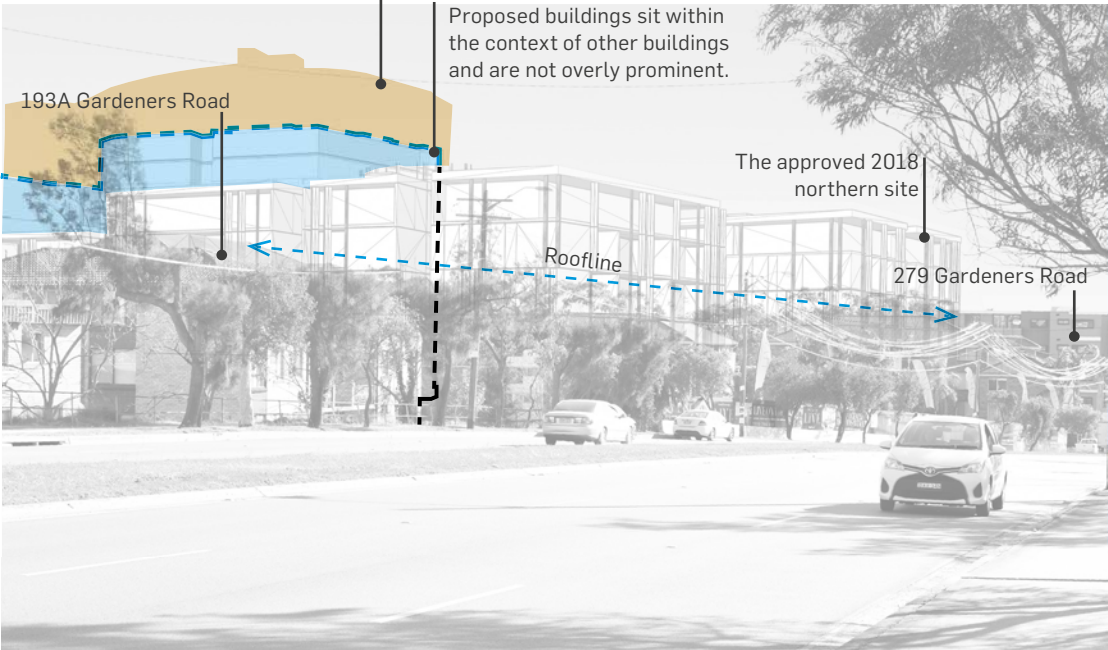 Proposed buildings sit within
the context of other buildings
and are not overly prominent.
193A Gardeners Road
The approved 2018
northern site
Roofline
279 Gardeners Road